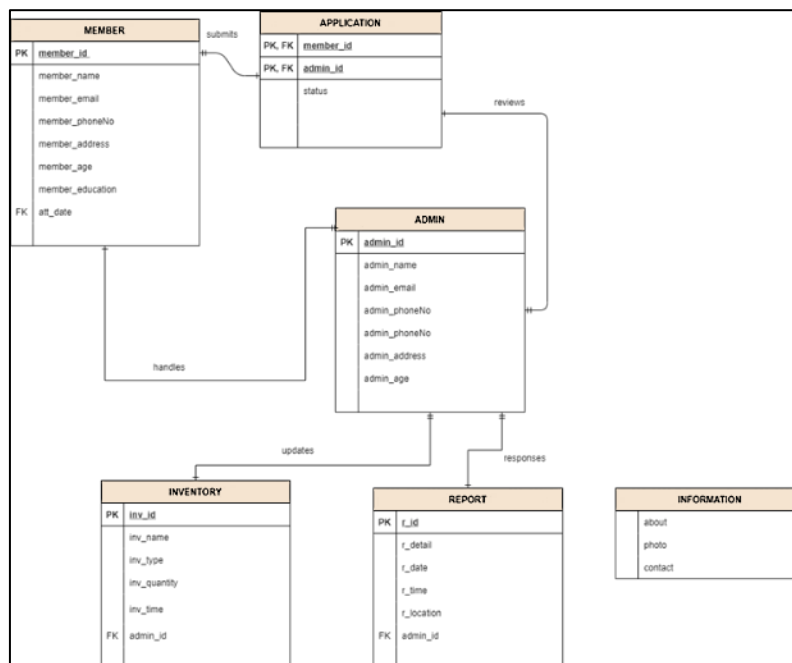 MEMBER
PK member_id
member_name
member_email
member_phoneNo
member_address
member_age
member_education
FK att_date
submits
APPLICATION
PK, FK member_id
PK, FK admin_id
status
reviews
ADMIN
PK admin_id
admin_name
admin_email
admin_phoneNo
admin_phoneNo
admin_address
admin_age
handles
updates
responses
INVENTORY
PK inv_id
inv_name
inv_type
inv_quantity
inv_time
FK admin_id
REPORT
PK r_id
r_detail
r_date
r_time
r_location
FK admin_id
INFORMATION
about
photo
contact